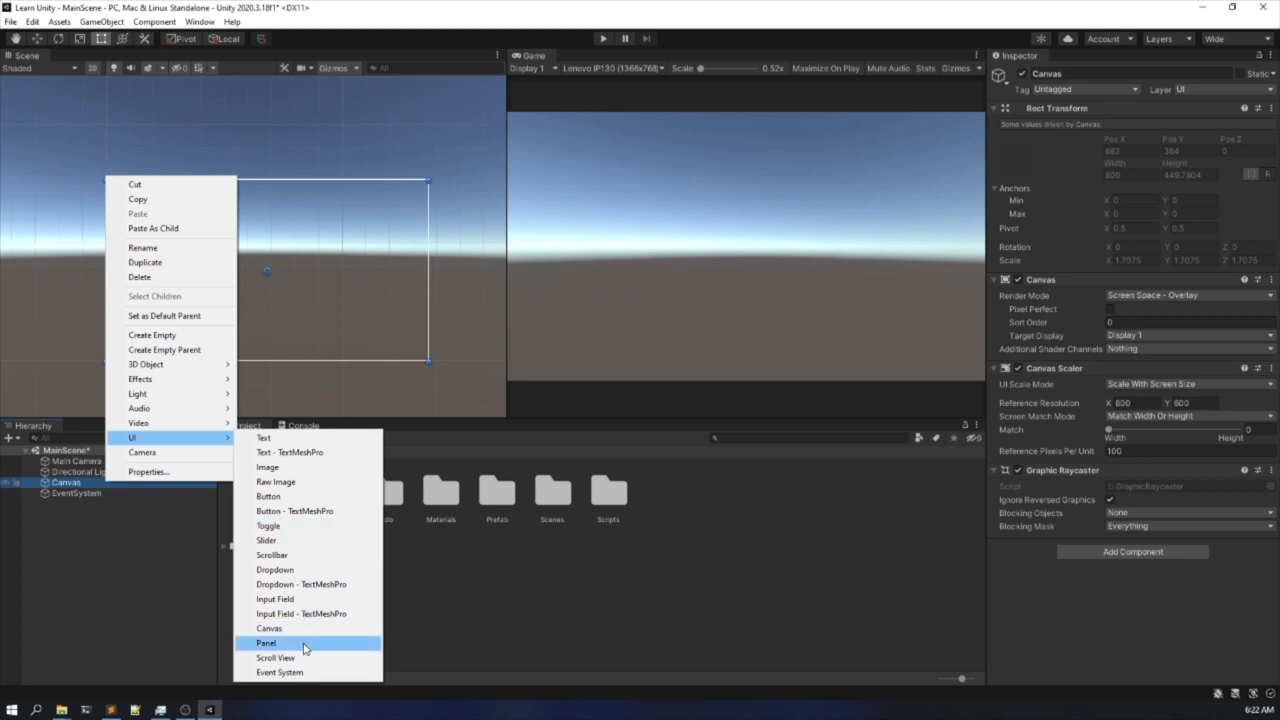 Learn Unity - MainScene - PC, Mac & Linux Standalone - Unity 2020.3.18f1* <DX11>
File Edit Assets GameObject Component Window Help
Pivot Local Account Layers Wide
Scene
Shaded 2D 0 Gizmos All
Game
Display 1 Lenovo IP130 (1366x768) Scale 0.52x Maximize On Play Mute Audio Stats Gizmos
Cut
Copy
Paste
Paste As Child
Rename
Duplicate
Delete
Select Children
Set as Default Parent
Create Empty
Create Empty Parent
3D Object
Effects
Light
Audio
Video
UI
Camera
Properties...
Text
Text - TextMeshPro
Image
Raw Image
Button
Button - TextMeshPro
Toggle
Slider
Scrollbar
Dropdown
Dropdown - TextMeshPro
Input Field
Input Field - TextMeshPro
Canvas
Panel
Scroll View
Event System
Hierarchy
All
MainScene*
Main Camera
Directional Lig
Canvas
EventSystem
roject Console
9
dio Materials Prefab Scenes Scripts
Inspector
Canvas Static
Tag Untagged Layer UI
Rect Transform
Some values driven by Canvas.
Pos X Pos Y Pos Z
683 384 0
Width Height
800 449.7804 R
Anchors
Min X 0 Y 0
Max X 0 Y 0
Pivot X 0.5 Y 0.5
Rotation X 0 Y 0 Z 0
Scale X 1.7075 Y 1.7075 Z 1.7075
Canvas
Render Mode Screen Space - Overlay
Pixel Perfect
Sort Order 0
Target Display Display 1
Additional Shader Channels Nothing
Canvas Scaler
UI Scale Mode Scale With Screen Size
Reference Resolution X 800 Y 600
Screen Match Mode Match Width Or Height
Match 0
Width Height
Reference Pixels Per Unit 100
Graphic Raycaster
Script GraphicRaycaster
Ignore Reversed Graphics
Blocking Objects None
Blocking Mask Everything
Add Component
6:22 AM